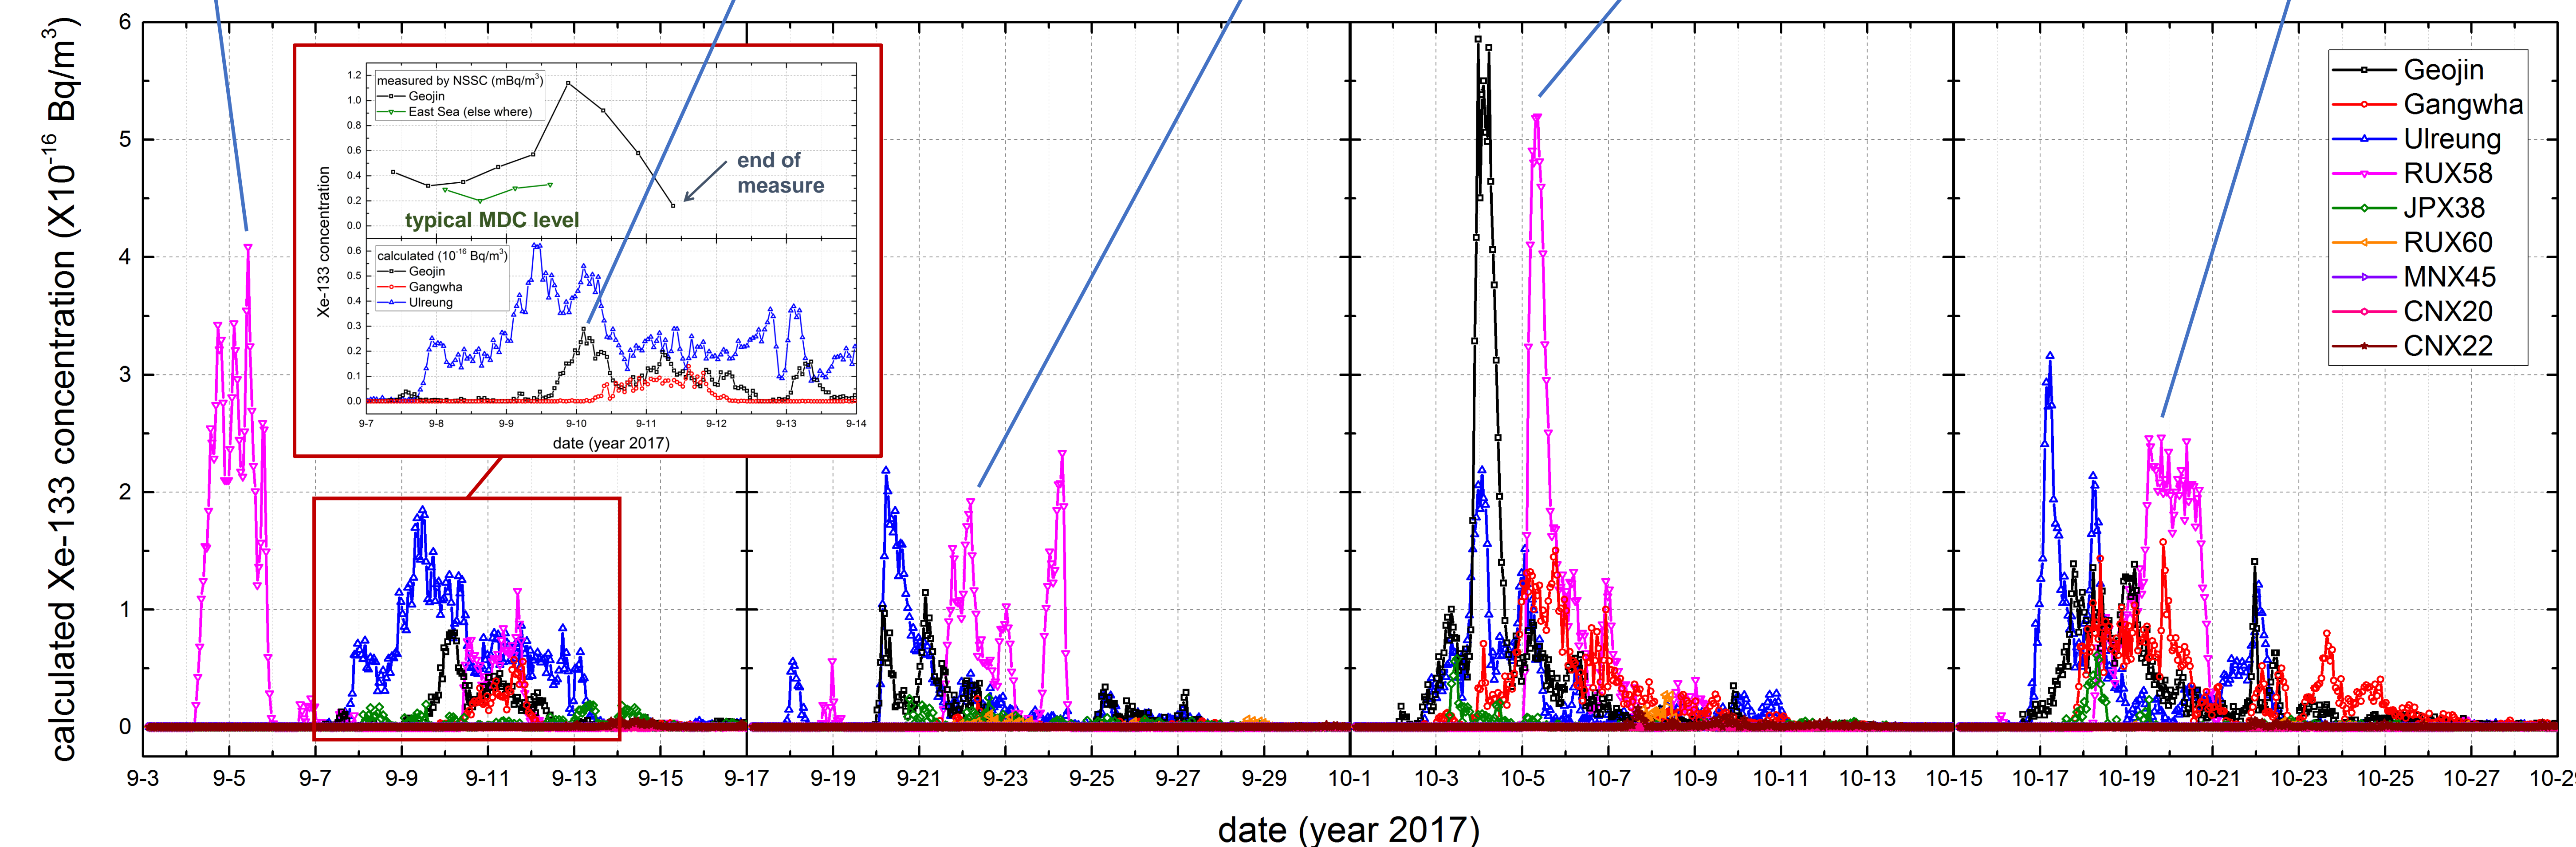 calculated Xe-133 concentration (X10⁻¹⁶ Bq/m³)
6
5
4
3
2
1
0
Xe-133 concentration
1.2
1.0
0.8
0.6
0.4
0.2
0.0
measured by NSSC (mBq/m³)
Geojin
East Sea (else where)
end of
measure
typical MDC level
0.6
0.5
0.4
0.3
0.2
0.1
0.0
calculated (10⁻¹⁶ Bq/m³)
Geojin
Gangwha
Ulreung
9-7 9-8 9-9 9-10 9-11 9-12 9-13 9-14
date (year 2017)
Geojin
Gangwha
Ulreung
RUX58
JPX38
RUX60
MNX45
CNX20
CNX22
9-3 9-5 9-7 9-9 9-11 9-13 9-15 9-17 9-19 9-21 9-23 9-25 9-27 9-29 10-1 10-3 10-5 10-7 10-9 10-11 10-13 10-15 10-17 10-19 10-21 10-23 10-25 10-27
date (year 2017)